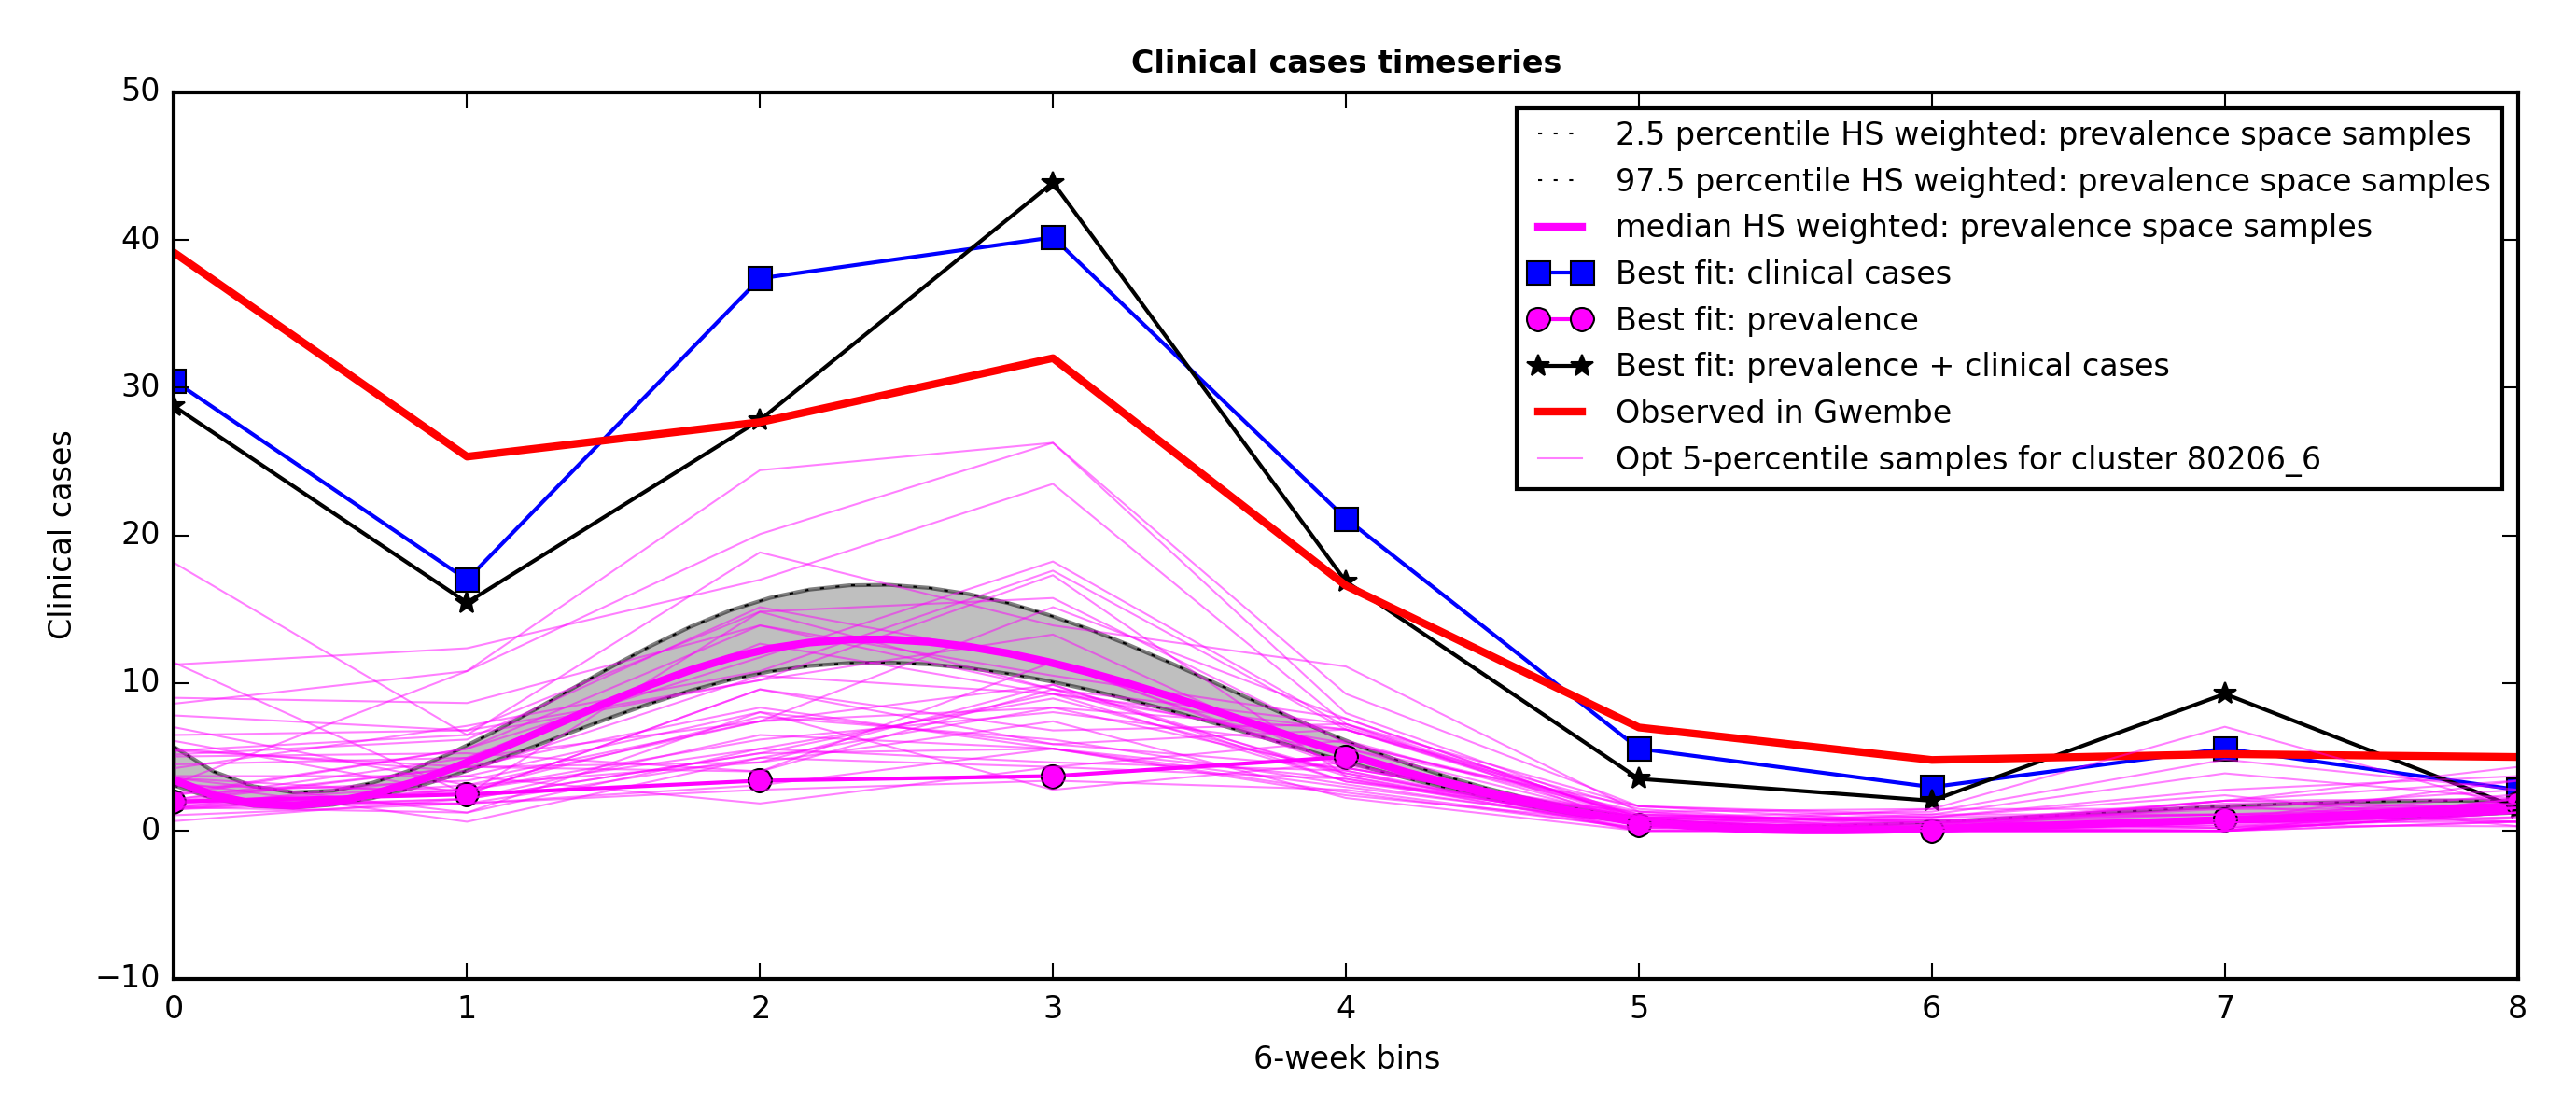 Clinical cases timeseries
50
40
30
20
10
0
−10
Clinical cases
2.5 percentile HS weighted: prevalence space samples
97.5 percentile HS weighted: prevalence space samples
median HS weighted: prevalence space samples
Best fit: clinical cases
Best fit: prevalence
Best fit: prevalence + clinical cases
Observed in Gwembe
Opt 5-percentile samples for cluster 80206_6
0 1 2 3 4 5 6 7 8
6-week bins